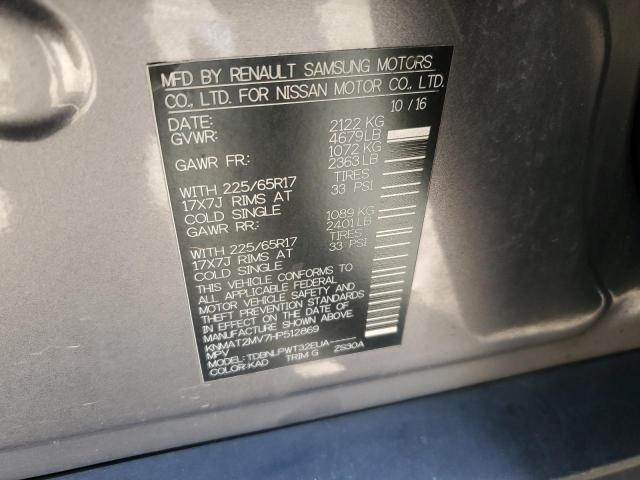 MFD BY RENAULT SAMSUNG MOTORS
CO., LTD. FOR NISSAN MOTOR CO., LTD.
10 / 16
DATE:
GVWR: 2122 KG
4679 LB
GAWR FR: 1072 KG
2363 LB
WITH 225/65R17 TIRES
17X7J RIMS AT 33 PSI
COLD SINGLE
GAWR RR: 1089 KG
2401 LB
WITH 225/65R17 TIRES
17X7J RIMS AT 33 PSI
COLD SINGLE
THIS VEHICLE CONFORMS TO
ALL APPLICABLE FEDERAL
MOTOR VEHICLE SAFETY AND
THEFT PREVENTION STANDARDS
IN EFFECT ON THE DATE OF
MANUFACTURE SHOWN ABOVE.
KNMAT2MV7HP512869
MPV
MODEL: TDBNLPWT32EUA
COLOR: KAD TRIM G ZS30A